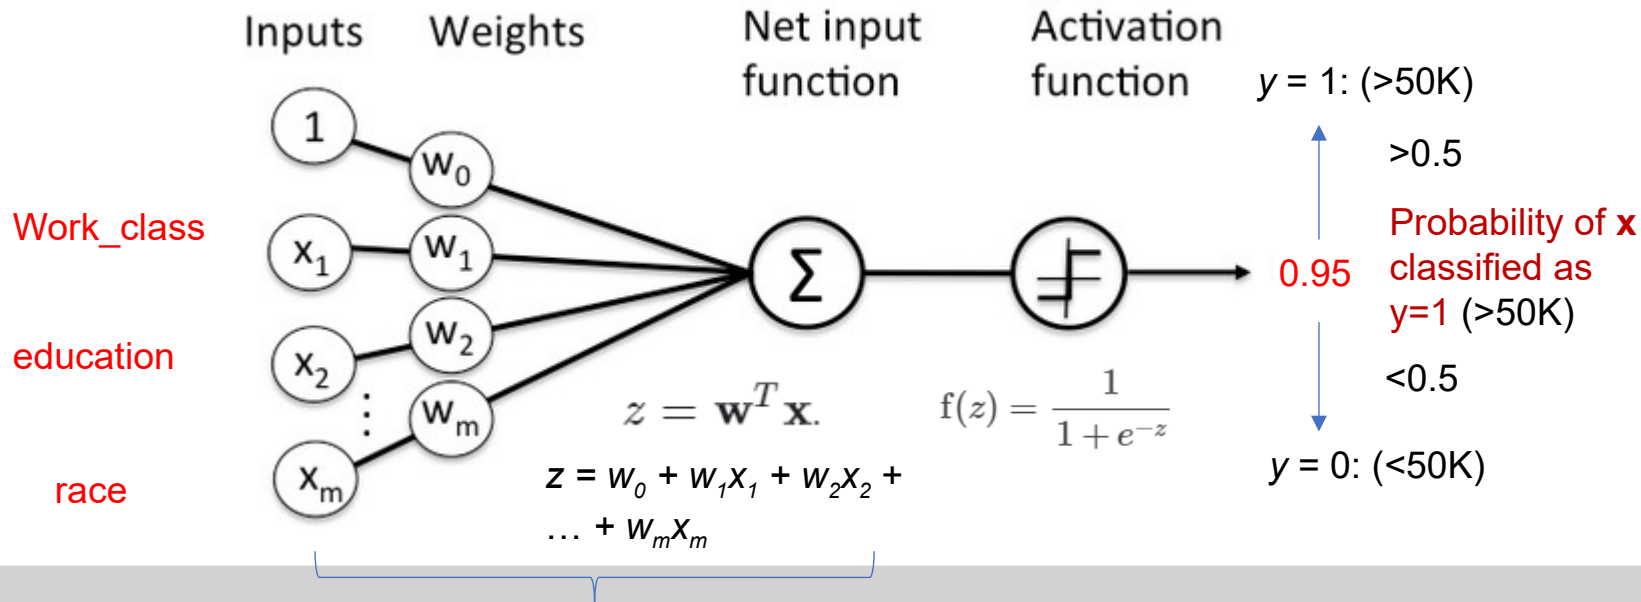 Inputs
Weights
Net input
function
Activation
function
y = 1: (>50K)
1
w₀
>0.5
Work_class
x₁
w₁
Σ
0.95
Probability of x
classified as
y=1 (>50K)
education
x₂
w₂
<0.5
⋮
wₘ
z = wᵀx.
f(z) = 1 / (1 + e⁻ᶻ)
race
xₘ
z = w₀ + w₁x₁ + w₂x₂ +
… + wₘxₘ
y = 0: (<50K)